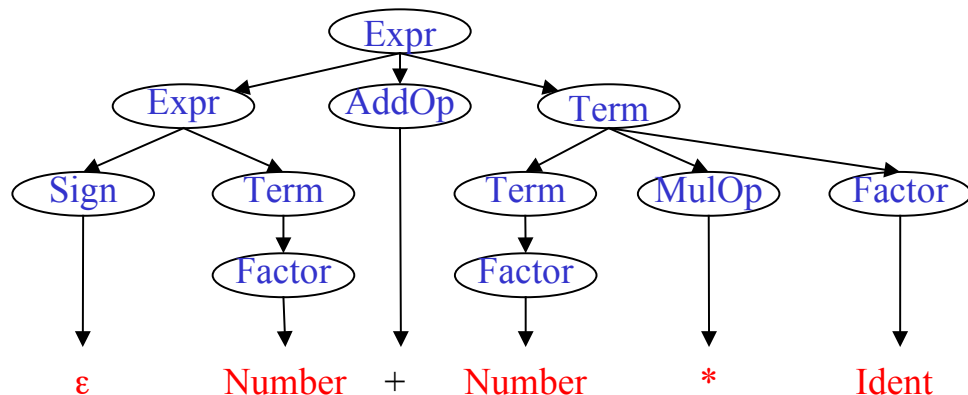 Expr
Expr AddOp Term
Sign Term Term MulOp Factor
Factor Factor
ε Number + Number * Ident